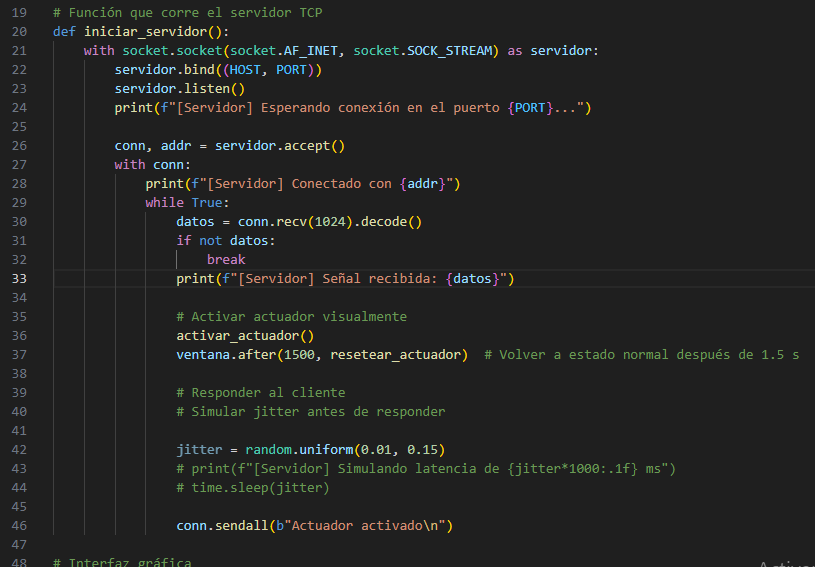 19 # Función que corre el servidor TCP
20 def iniciar_servidor():
21     with socket.socket(socket.AF_INET, socket.SOCK_STREAM) as servidor:
22         servidor.bind((HOST, PORT))
23         servidor.listen()
24         print(f"[Servidor] Esperando conexión en el puerto {PORT}...")
25
26         conn, addr = servidor.accept()
27         with conn:
28             print(f"[Servidor] Conectado con {addr}")
29             while True:
30                 datos = conn.recv(1024).decode()
31                 if not datos:
32                     break
33                 print(f"[Servidor] Señal recibida: {datos}")
34
35                 # Activar actuador visualmente
36                 activar_actuador()
37                 ventana.after(1500, resetear_actuador)  # Volver a estado normal después de 1.5 s
38
39                 # Responder al cliente
40                 # Simular jitter antes de responder
41
42                 jitter = random.uniform(0.01, 0.15)
43                 # print(f"[Servidor] Simulando latencia de {jitter*1000:.1f} ms")
44                 # time.sleep(jitter)
45
46                 conn.sendall(b"Actuador activado\n")
47
48 # Interfaz gráfica